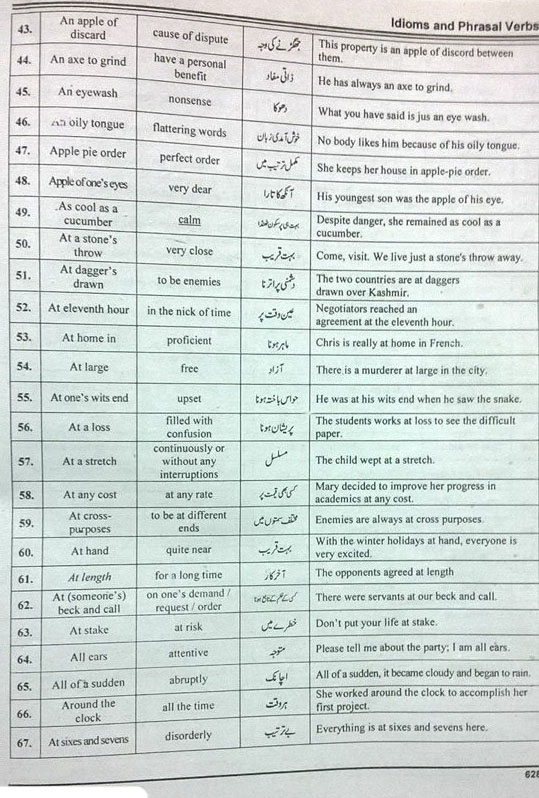 Idioms and Phrasal Verbs
43. An apple of discard cause of dispute جھگڑنے کی وجہ This property is an apple of discord between them.
44. An axe to grind have a personal benefit ذاتی مفاد He has always an axe to grind.
45. An eyewash nonsense دھوکا What you have said is jus an eye wash.
46. oily tongue flattering words خوش آمدی زبان No body likes him because of his oily tongue.
47. Apple pie order perfect order مکمل ترتیب میں She keeps her house in apple-pie order.
48. Apple of one's eyes very dear آنکھ کا تارا His youngest son was the apple of his eye.
49. As cool as a cucumber calm بہت ہی پرسکون Despite danger, she remained as cool as a cucumber.
50. At a stone's throw very close بہت قریب Come, visit. We live just a stone's throw away.
51. At dagger's drawn to be enemies دشمنی پر اترنا The two countries are at daggers drawn over Kashmir.
52. At eleventh hour in the nick of time عین وقت پر Negotiators reached an agreement at the eleventh hour.
53. At home in proficient ماہر ہونا Chris is really at home in French.
54. At large free آزاد There is a murderer at large in the city.
55. At one's wits end upset حواس باختہ ہونا He was at his wits end when he saw the snake.
56. At a loss filled with confusion پریشان ہونا The students works at loss to see the difficult paper.
57. At a stretch continuously or without any interruptions مسلسل The child wept at a stretch.
58. At any cost at any rate کسی بھی قیمت پر Mary decided to improve her progress in academics at any cost.
59. At cross-purposes to be at different ends مختلف سمتوں میں Enemies are always at cross purposes.
60. At hand quite near بہت قریب With the winter holidays at hand, everyone is very excited.
61. At length for a long time آخر کار The opponents agreed at length
62. At (someone's) beck and call on one's demand / request / order There were servants at our beck and call.
63. At stake at risk خطرے میں Don't put your life at stake.
64. All ears attentive متوجہ Please tell me about the party; I am all ears.
65. All of a sudden abruptly اچانک All of a sudden, it became cloudy and began to rain.
66. Around the clock all the time ہر وقت She worked around the clock to accomplish her first project.
67. At sixes and sevens disorderly بے ترتیب Everything is at sixes and sevens here.
628